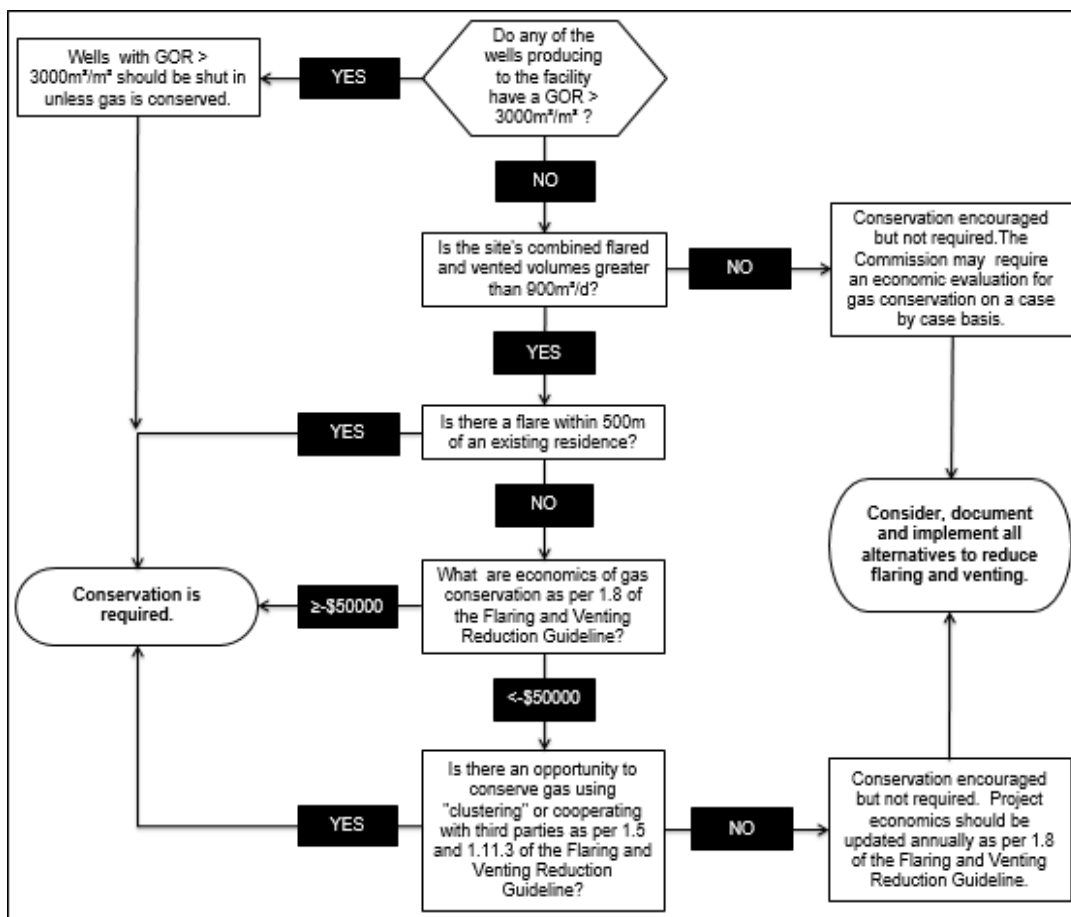 Do any of the
wells producing
to the facility
have a GOR >
3000m³/m³ ?
YES
Wells with GOR >
3000m³/m³ should be shut in
unless gas is conserved.
NO
Is the site's combined flared
and vented volumes greater
than 900m³/d?
NO
Conservation encouraged
but not required.The
Commission may require
an economic evaluation for
gas conservation on a case
by case basis.
YES
Is there a flare within 500m
of an existing residence?
YES
NO
Consider, document
and implement all
alternatives to reduce
flaring and venting.
What are economics of gas
conservation as per 1.8 of
the Flaring and Venting
Reduction Guideline?
≥-$50000
Conservation is
required.
<-$50000
Is there an opportunity to
conserve gas using
"clustering" or cooperating
with third parties as per 1.5
and 1.11.3 of the Flaring and
Venting Reduction
Guideline?
YES
NO
Conservation encouraged
but not required. Project
economics should be
updated annually as per 1.8
of the Flaring and Venting
Reduction Guideline.